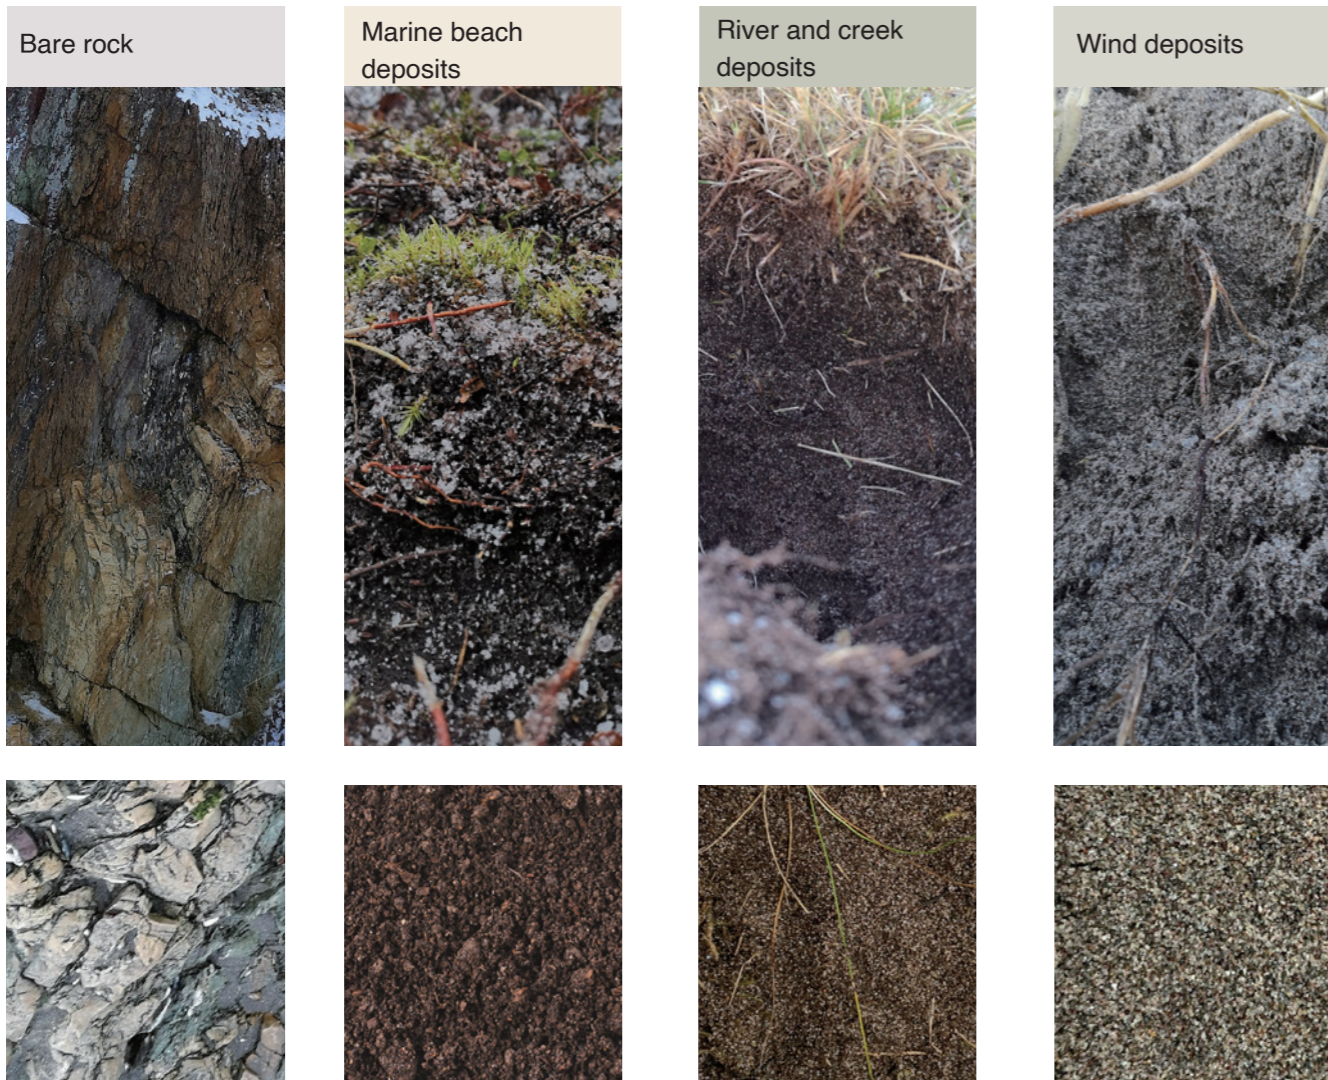 Bare rock
Marine beach
deposits
River and creek
deposits
Wind deposits